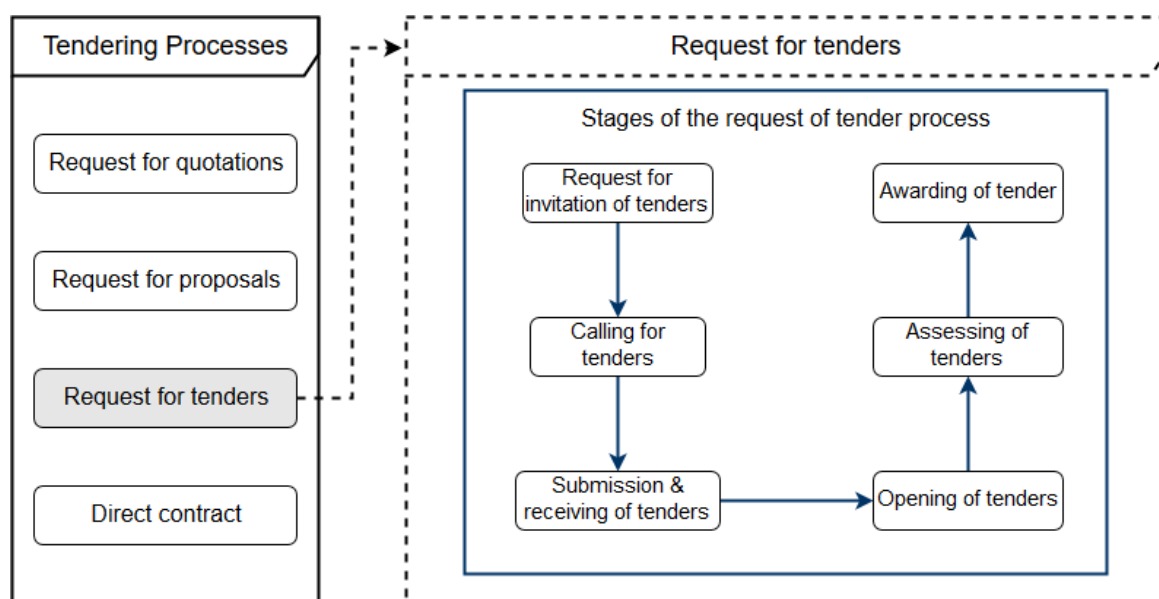 Tendering Processes
Request for quotations
Request for proposals
Request for tenders
Direct contract
Request for tenders
Stages of the request of tender process
Request for
invitation of tenders
Calling for
tenders
Submission &
receiving of tenders
Opening of tenders
Assessing of
tenders
Awarding of tender